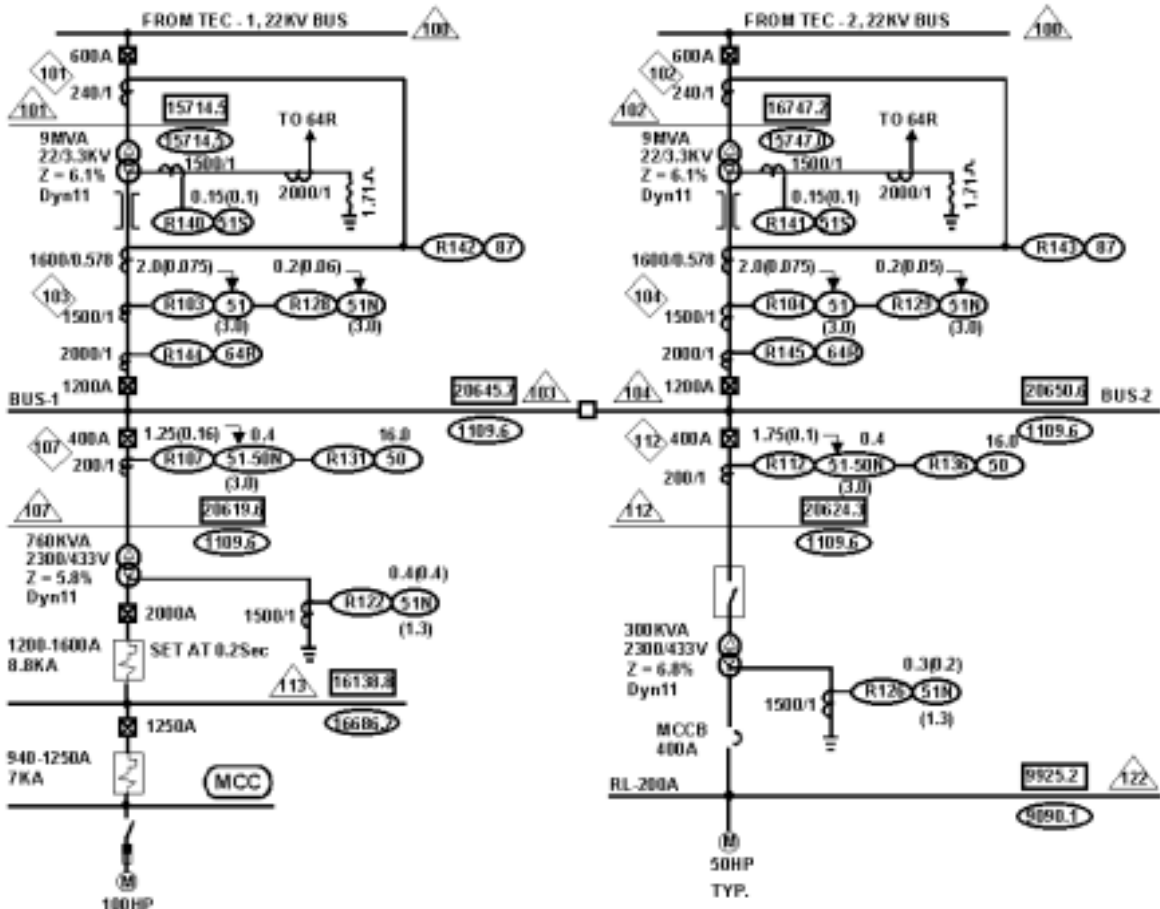 FROM TEC - 1, 22KV BUS
100
600A
101
240/1
101
15714.5
15714.5
9MVA
22/3.3KV
Z = 6.1%
Dyn11
1500/1
TO 64R
2000/1
0.15(0.1)
R140 51S
R142 87
1600/0.578
2.0(0.075)
0.2(0.06)
103
1500/1
R103 51
R128 51N
(3.0)
(3.0)
2000/1
R144 64R
1200A
BUS-1
20645.7
103
1109.6
107
400A
1.25(0.16)
0.4
16.0
200/1
R107 51-50N
R131 50
(3.0)
107
20619.6
1109.6
760KVA
2300/433V
Z = 5.8%
Dyn11
0.4(0.4)
1500/1
R122 51N
(1.3)
2000A
1200-1600A
8.8KA
SET AT 0.2Sec
113
16138.8
16686.2
1250A
940-1250A
7KA
MCC
M
100HP
FROM TEC - 2, 22KV BUS
100
600A
102
240/1
102
16747.2
15747.0
9MVA
22/3.3KV
Z = 6.1%
Dyn11
1500/1
TO 64R
2000/1
0.15(0.1)
R141 51S
R143 87
1600/0.578
2.0(0.075)
0.2(0.05)
104
1500/1
R104 51
R129 51N
(3.0)
(3.0)
2000/1
R145 64R
1200A
104
20650.6
BUS-2
1109.6
112
400A
1.75(0.1)
0.4
16.0
200/1
R112 51-50N
R136 50
(3.0)
112
20624.3
1109.6
300KVA
2300/433V
Z = 6.8%
Dyn11
0.3(0.2)
1500/1
R126 51N
(1.3)
MCCB
400A
RL-200A
9925.2
122
9090.1
M
50HP
TYP.